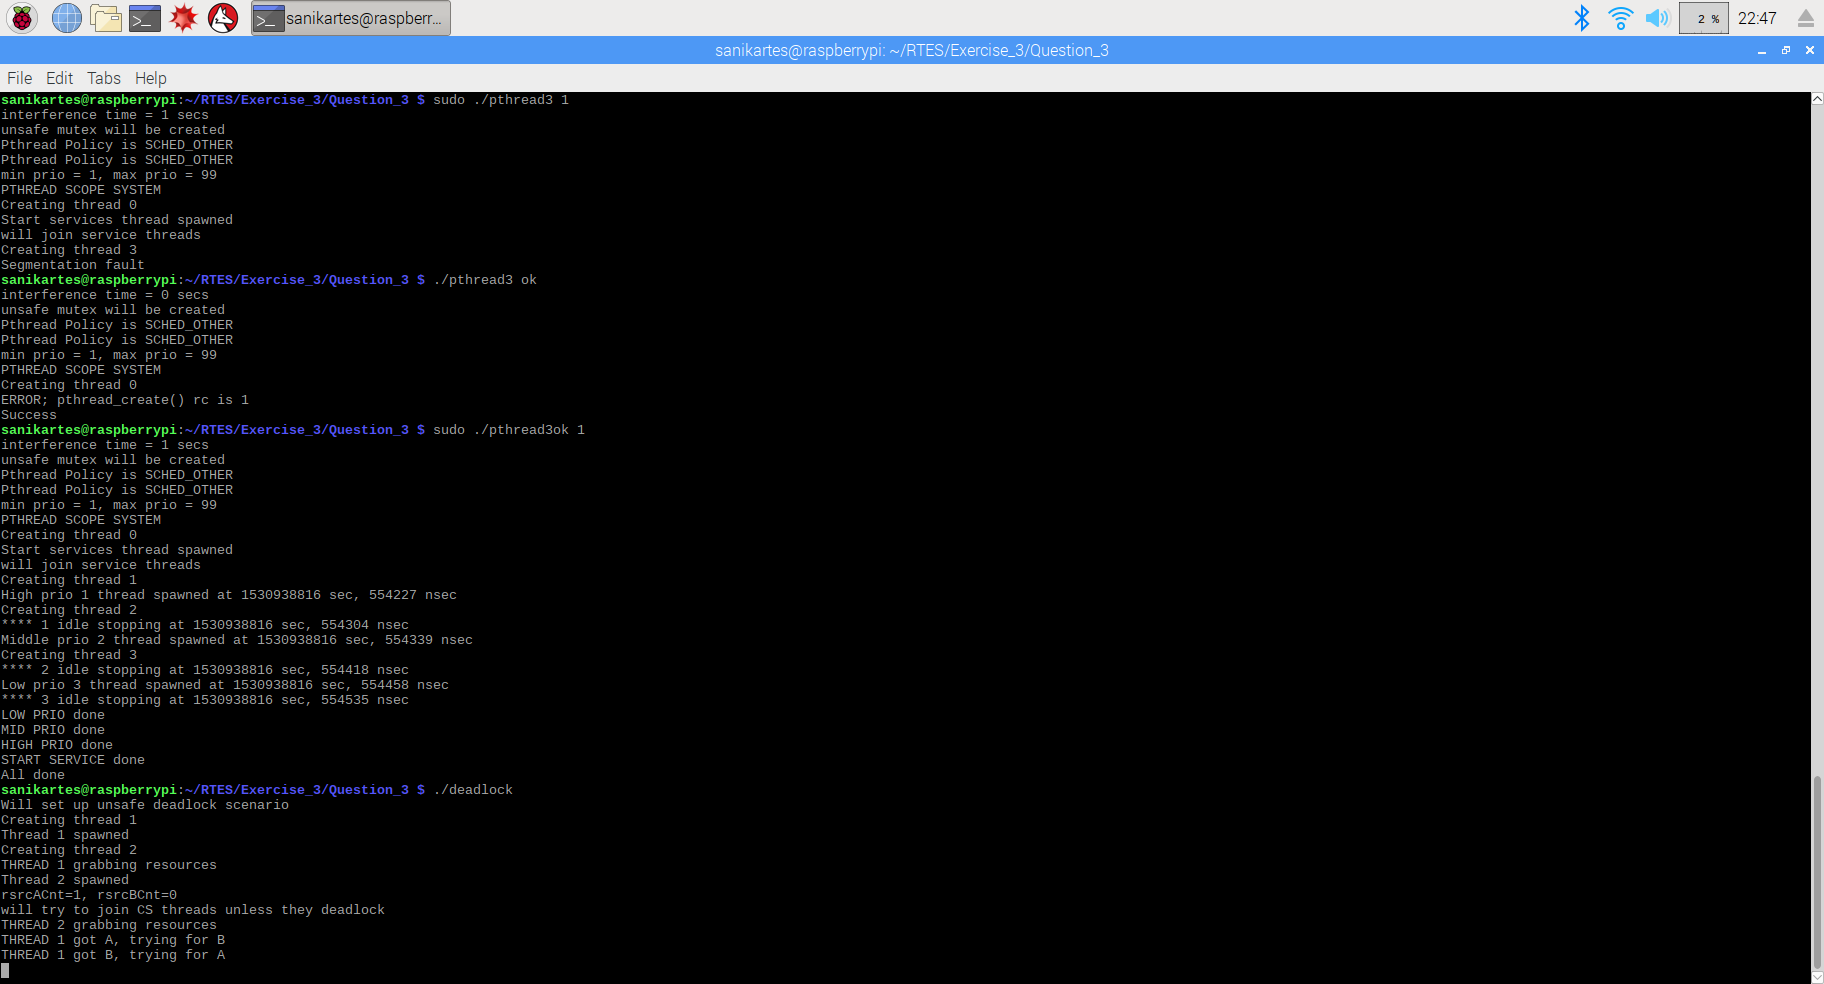 sanikartes@raspberr...
2 %
22:47
sanikartes@raspberrypi: ~/RTES/Exercise_3/Question_3
File Edit Tabs Help
sanikartes@raspberrypi:~/RTES/Exercise_3/Question_3 $ sudo ./pthread3 1
interference time = 1 secs
unsafe mutex will be created
Pthread Policy is SCHED_OTHER
Pthread Policy is SCHED_OTHER
min prio = 1, max prio = 99
PTHREAD SCOPE SYSTEM
Creating thread 0
Start services thread spawned
will join service threads
Creating thread 3
Segmentation fault
sanikartes@raspberrypi:~/RTES/Exercise_3/Question_3 $ ./pthread3 ok
interference time = 0 secs
unsafe mutex will be created
Pthread Policy is SCHED_OTHER
Pthread Policy is SCHED_OTHER
min prio = 1, max prio = 99
PTHREAD SCOPE SYSTEM
Creating thread 0
ERROR; pthread_create() rc is 1
Success
sanikartes@raspberrypi:~/RTES/Exercise_3/Question_3 $ sudo ./pthread3ok 1
interference time = 1 secs
unsafe mutex will be created
Pthread Policy is SCHED_OTHER
Pthread Policy is SCHED_OTHER
min prio = 1, max prio = 99
PTHREAD SCOPE SYSTEM
Creating thread 0
Start services thread spawned
will join service threads
Creating thread 1
High prio 1 thread spawned at 1530938816 sec, 554227 nsec
Creating thread 2
**** 1 idle stopping at 1530938816 sec, 554304 nsec
Middle prio 2 thread spawned at 1530938816 sec, 554339 nsec
Creating thread 3
**** 2 idle stopping at 1530938816 sec, 554418 nsec
Low prio 3 thread spawned at 1530938816 sec, 554458 nsec
**** 3 idle stopping at 1530938816 sec, 554535 nsec
LOW PRIO done
MID PRIO done
HIGH PRIO done
START SERVICE done
All done
sanikartes@raspberrypi:~/RTES/Exercise_3/Question_3 $ ./deadlock
Will set up unsafe deadlock scenario
Creating thread 1
Thread 1 spawned
Creating thread 2
THREAD 1 grabbing resources
Thread 2 spawned
rsrcACnt=1, rsrcBCnt=0
will try to join CS threads unless they deadlock
THREAD 2 grabbing resources
THREAD 1 got A, trying for B
THREAD 1 got B, trying for A